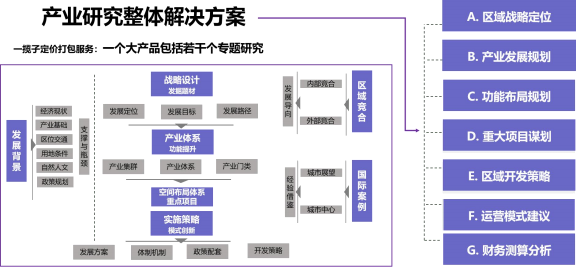 产业研究整体解决方案
一揽子定价打包服务：一个大产品包括若干个专题研究
发展背景
经济现状
产业基础
区位交通
用地条件
自然人文
政策规划
支撑与瓶颈
战略设计
发掘题材
发展定位
发展目标
发展路径
产业体系
功能提升
产业集群
产业体系
产业门类
空间布局体系
重点项目
实施策略
模式创新
发展方案
体制机制
政策配套
开发策略
发展导向
内部竞合
外部竞合
区域竞合
经验借鉴
城市展望
城市中心
国际案例
A. 区域战略定位
B. 产业发展规划
C. 功能布局规划
D. 重大项目谋划
E. 区域开发策略
F. 运营模式建议
G. 财务测算分析